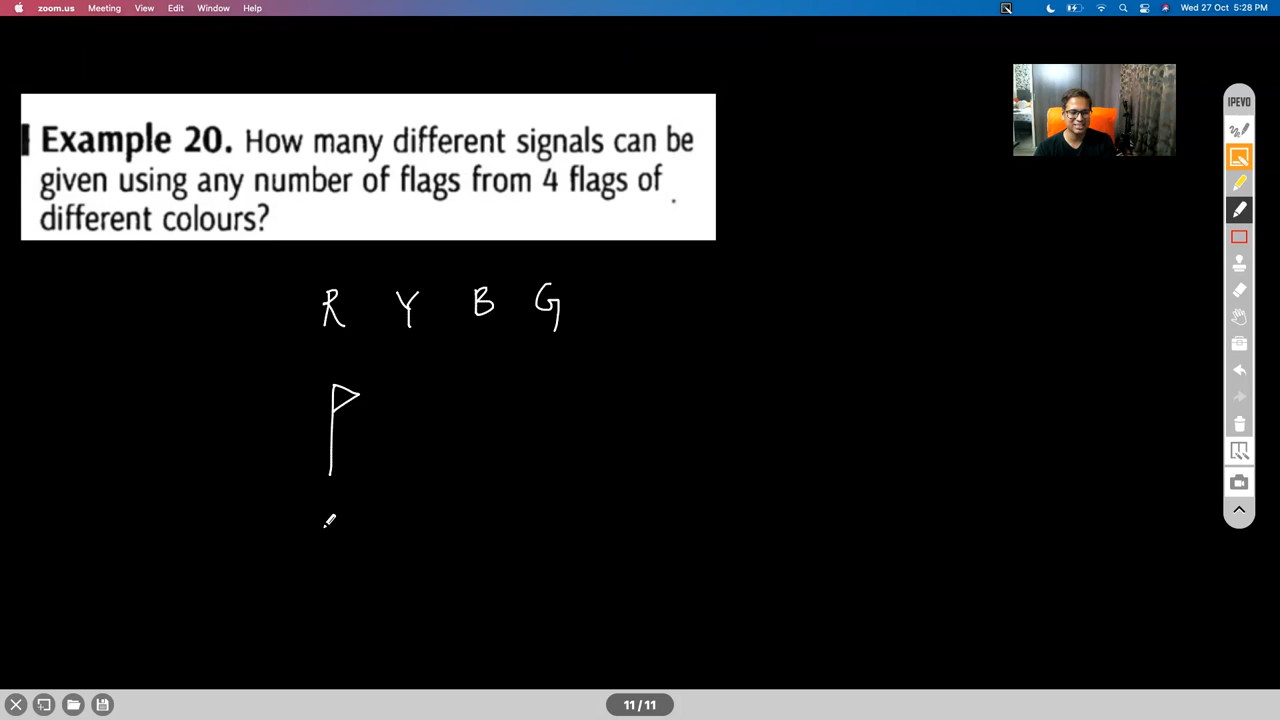 zoom.us Meeting View Edit Window Help Wed 27 Oct 5:28 PM
IPEVO
Example 20. How many different signals can be
given using any number of flags from 4 flags of
different colours?
R Y B G
11/11